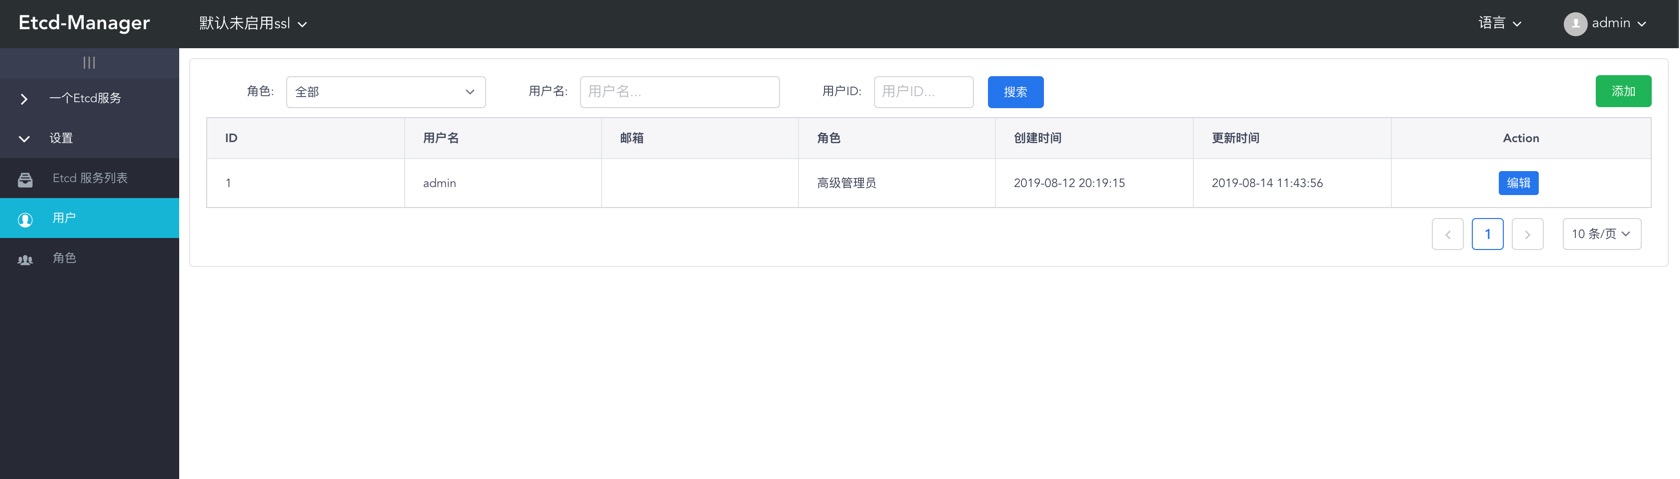 Etcd-Manager 默认未启用ssl 语言 admin
一个Etcd服务
设置
Etcd 服务列表
用户
角色
角色: 全部 用户名: 用户名... 用户ID: 用户ID... 搜索 添加
ID 用户名 邮箱 角色 创建时间 更新时间 Action
1 admin 高级管理员 2019-08-12 20:19:15 2019-08-14 11:43:56 编辑
1 10 条/页